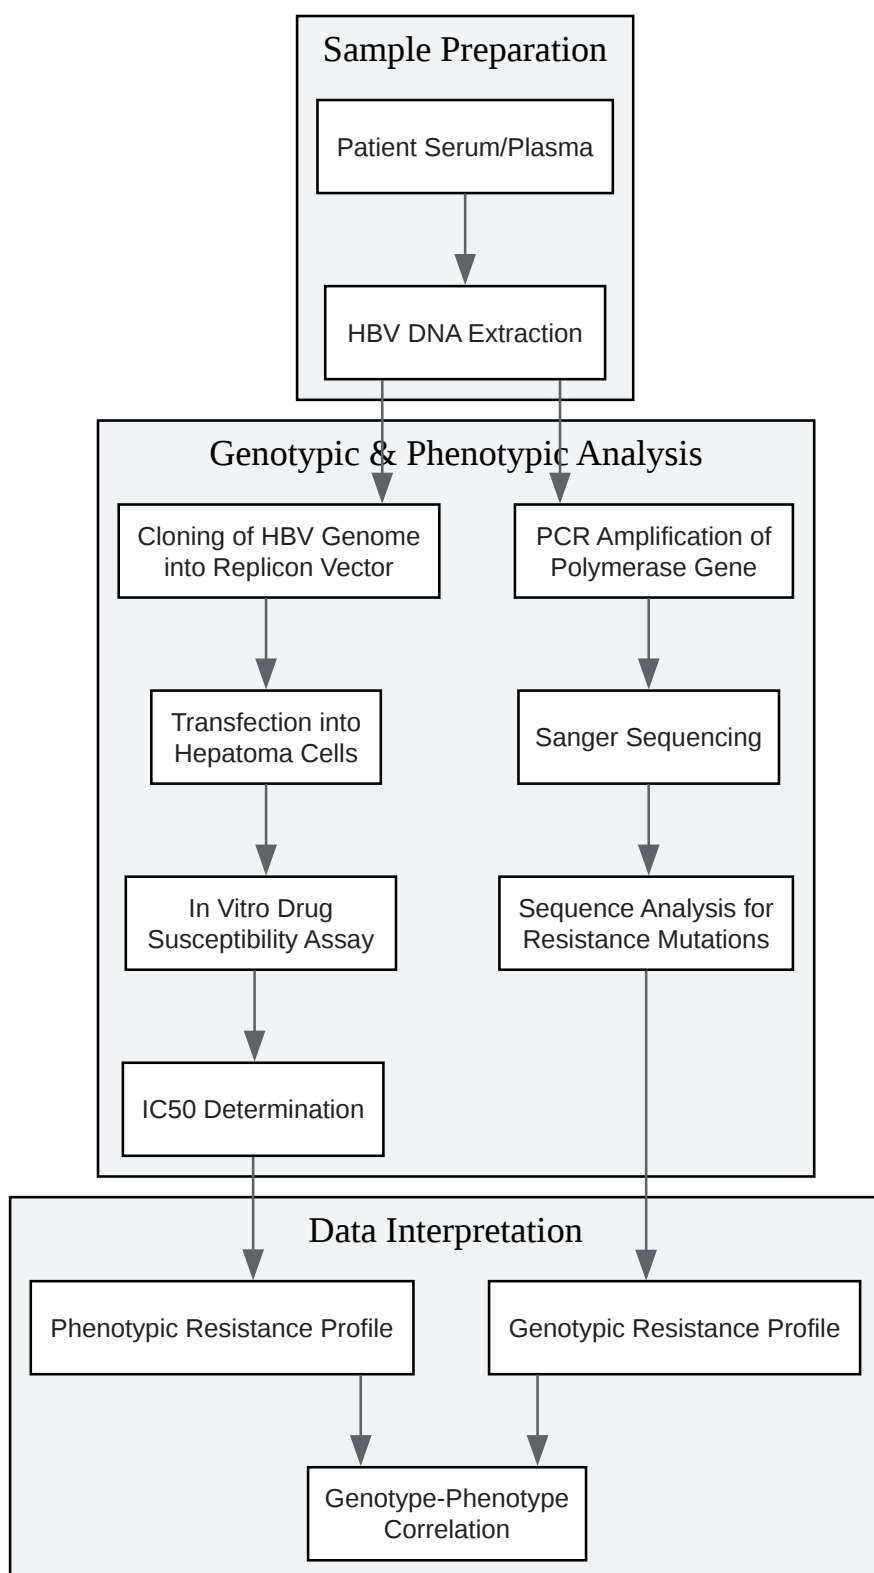 Sample Preparation
Patient Serum/Plasma
HBV DNA Extraction
Genotypic & Phenotypic Analysis
Cloning of HBV Genome
into Replicon Vector
PCR Amplification of
Polymerase Gene
Transfection into
Hepatoma Cells
Sanger Sequencing
In Vitro Drug
Susceptibility Assay
Sequence Analysis for
Resistance Mutations
IC50 Determination
Data Interpretation
Phenotypic Resistance Profile
Genotypic Resistance Profile
Genotype-Phenotype
Correlation